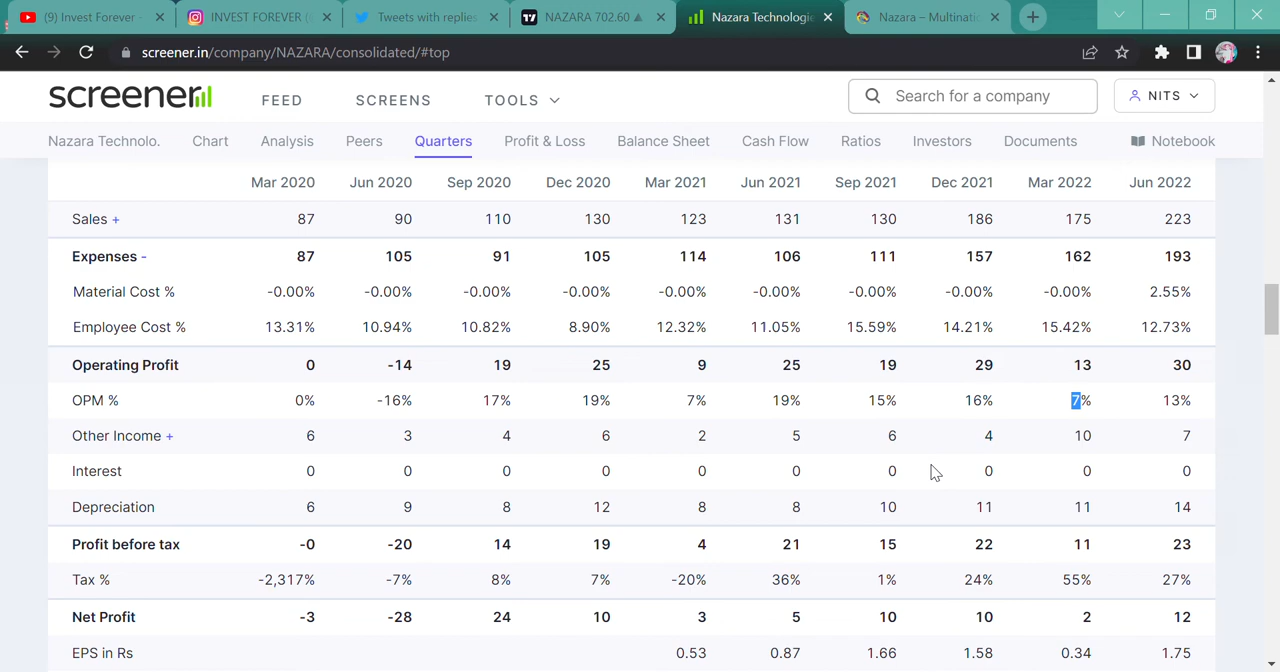 (9) Invest Forever - 
INVEST FOREVER (
Tweets with replies
NAZARA 702.60 ▲
Nazara Technologie
Nazara – Multinati
screener.in/company/NAZARA/consolidated/#top
screener
FEED
SCREENS
TOOLS
Search for a company
NITS
Nazara Technolo. Chart Analysis Peers Quarters Profit & Loss Balance Sheet Cash Flow Ratios Investors Documents Notebook
Mar 2020 Jun 2020 Sep 2020 Dec 2020 Mar 2021 Jun 2021 Sep 2021 Dec 2021 Mar 2022 Jun 2022
Sales + 87 90 110 130 123 131 130 186 175 223
Expenses - 87 105 91 105 114 106 111 157 162 193
Material Cost % -0.00% -0.00% -0.00% -0.00% -0.00% -0.00% -0.00% -0.00% -0.00% 2.55%
Employee Cost % 13.31% 10.94% 10.82% 8.90% 12.32% 11.05% 15.59% 14.21% 15.42% 12.73%
Operating Profit 0 -14 19 25 9 25 19 29 13 30
OPM % 0% -16% 17% 19% 7% 19% 15% 16% 7% 13%
Other Income + 6 3 4 6 2 5 6 4 10 7
Interest 0 0 0 0 0 0 0 0 0 0
Depreciation 6 9 8 12 8 8 10 11 11 14
Profit before tax -0 -20 14 19 4 21 15 22 11 23
Tax % -2,317% -7% 8% 7% -20% 36% 1% 24% 55% 27%
Net Profit -3 -28 24 10 3 5 10 10 2 12
EPS in Rs 0.53 0.87 1.66 1.58 0.34 1.75